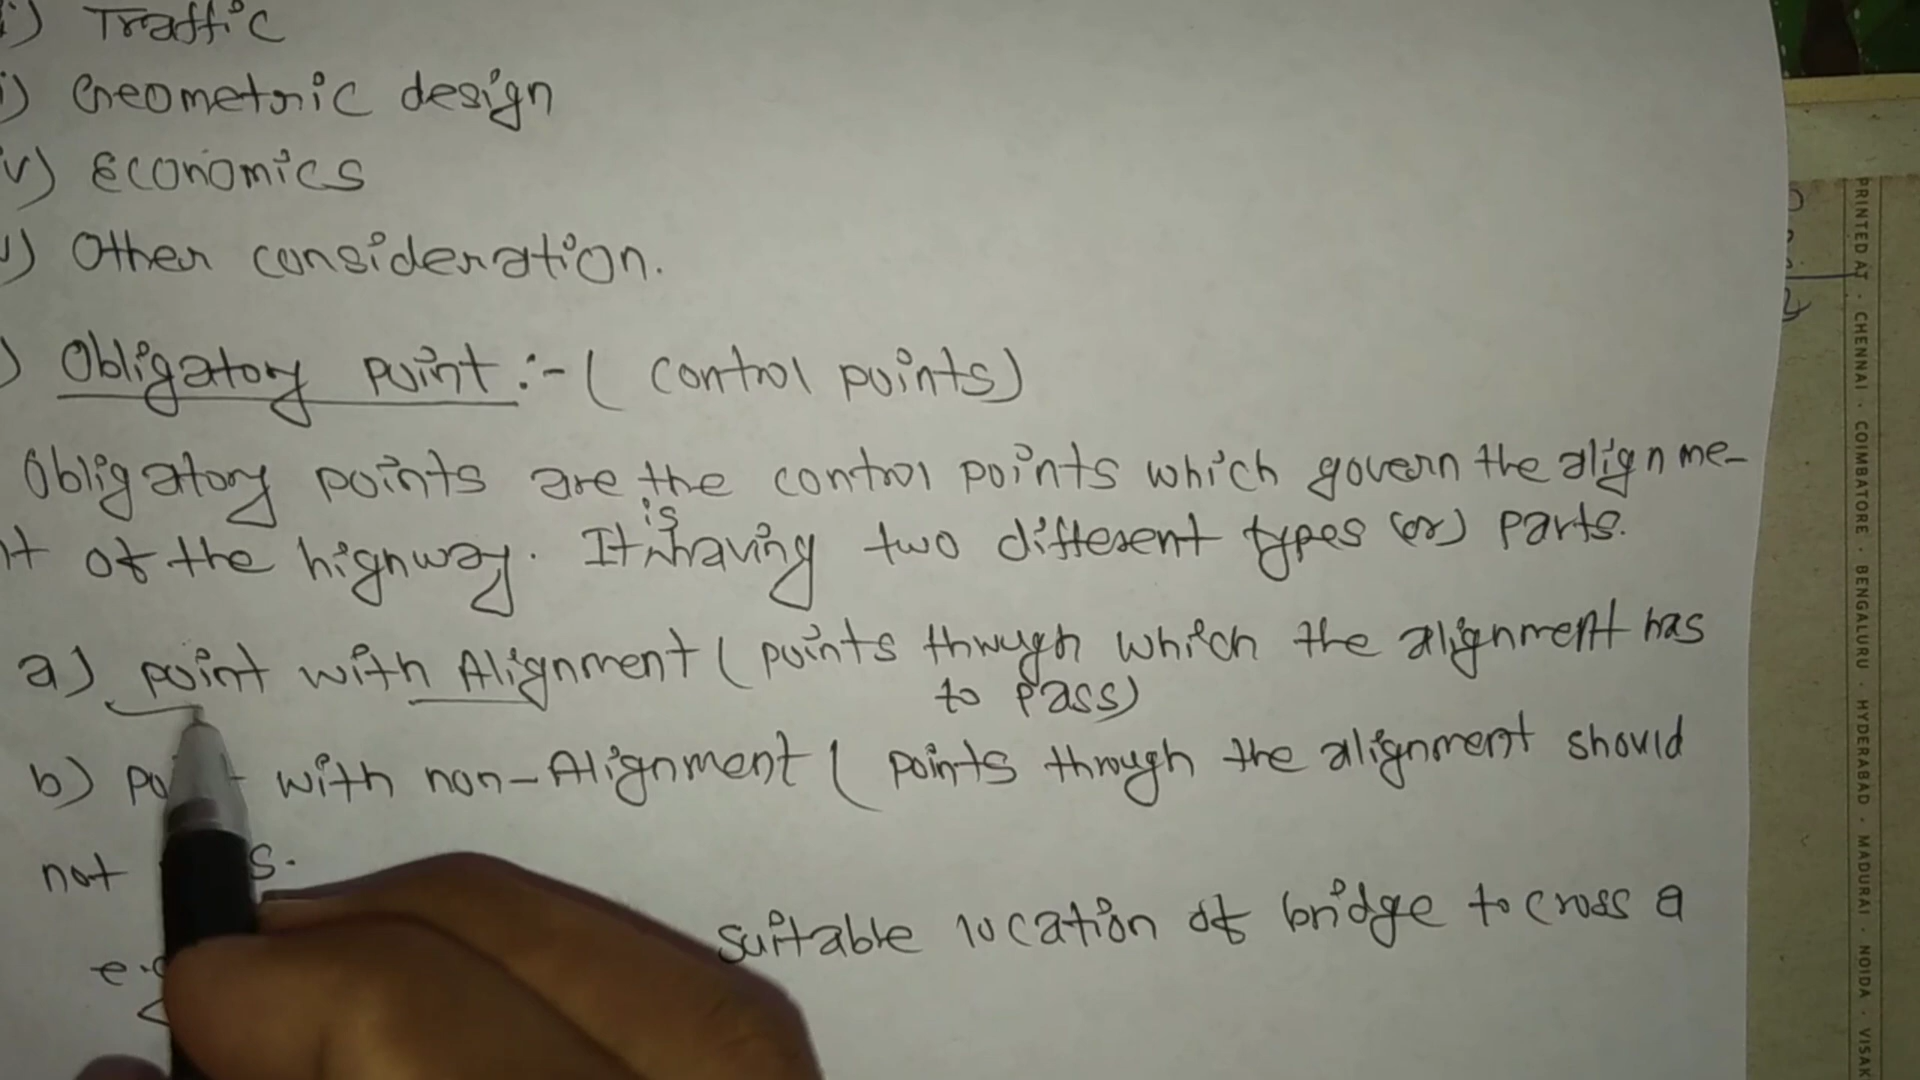 i) Traffic
i) Geometric design
v) Economics
v) Other consideration.
) Obligatory point :- ( control points)
Obligatory points are the control points which govern the alignme-
nt of the highway. It is having two different types (or) parts.
a) point with Alignment ( points through which the alignment has
to pass)
b) with non-Alignment ( points through the alignment should
not
suitable location of bridge to cross a
PRINTED AT · CHENNAI · COIMBATORE · BENGALURU · HYDERABAD · MADURAI · NOIDA · VISAK